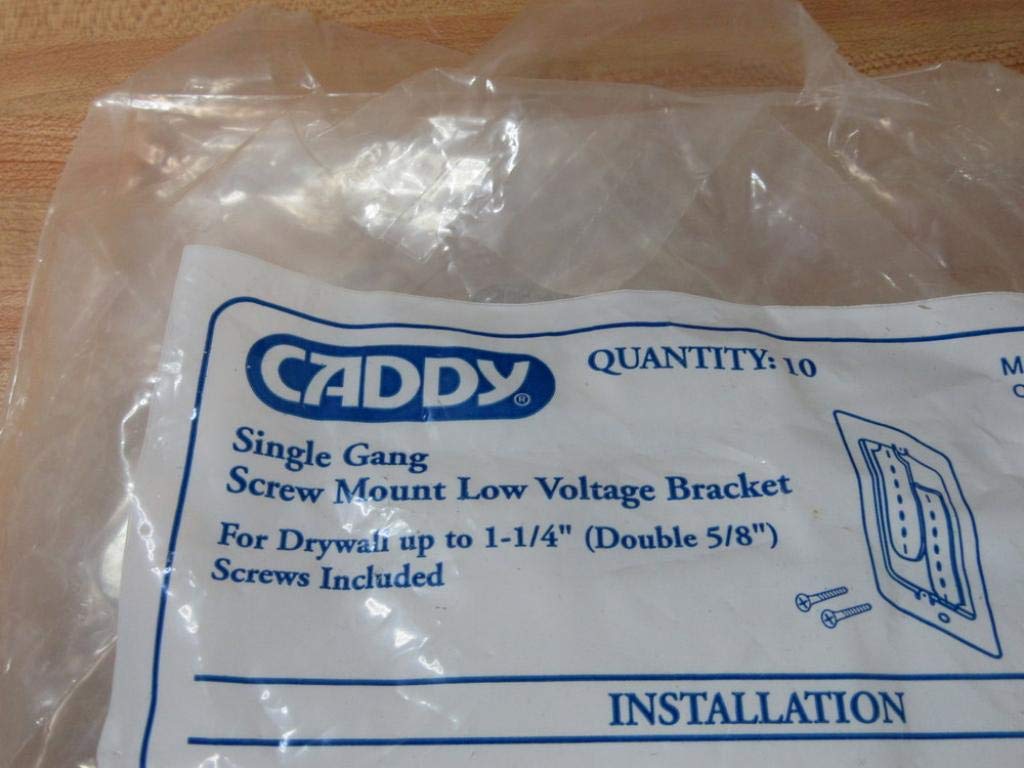 CADDY®
QUANTITY: 10
Single Gang
Screw Mount Low Voltage Bracket
For Drywall up to 1-1/4" (Double 5/8")
Screws Included
INSTALLATION